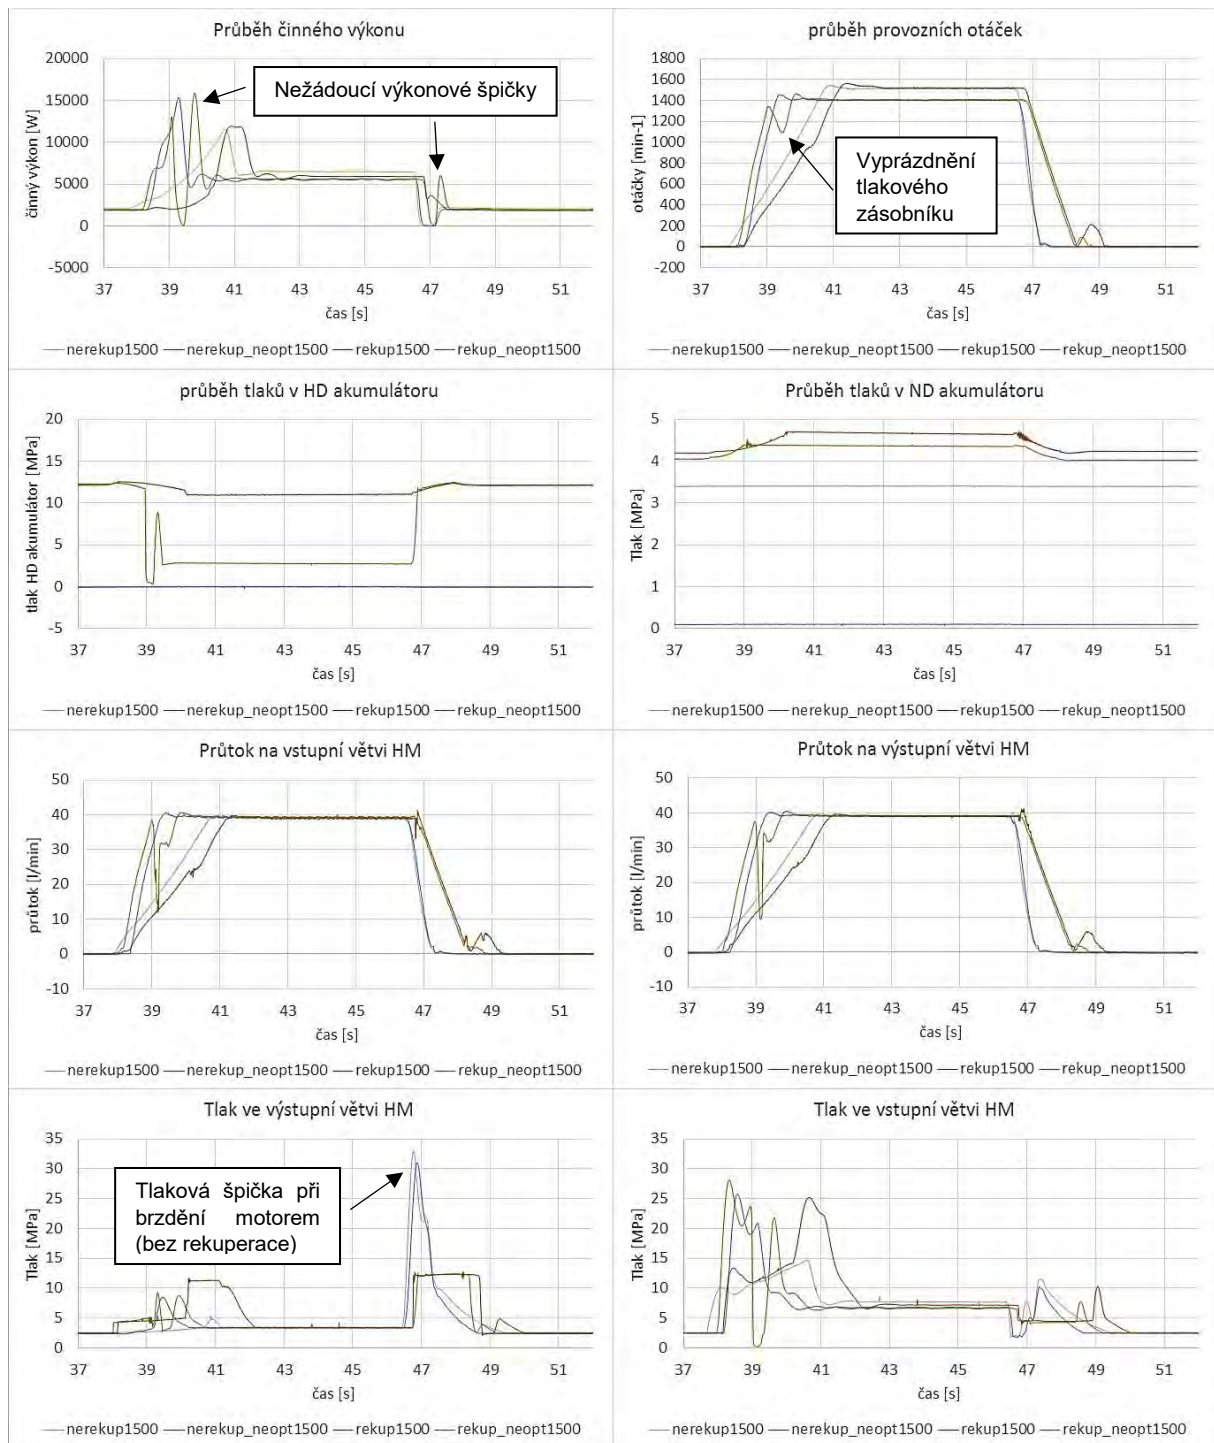 Průběh činného výkonu
20000
15000
10000
5000
0
-5000
činný výkon [W]
Nežádoucí výkonové špičky
37 39 41 43 45 47 49 51
čas [s]
nerekup1500 nerekup_neopt1500 rekup1500 rekup_neopt1500
průběh provozních otáček
1800
1600
1400
1200
1000
800
600
400
200
0
-200
otáčky [min-1]
Vyprázdnění
tlakového
zásobníku
37 39 41 43 45 47 49 51
čas [s]
nerekup1500 nerekup_neopt1500 rekup1500 rekup_neopt1500
průběh tlaků v HD akumulátoru
20
15
10
5
0
-5
tlak HD akumulátor [MPa]
37 39 41 43 45 47 49 51
čas [s]
nerekup1500 nerekup_neopt1500 rekup1500 rekup_neopt1500
Průběh tlaků v ND akumulátoru
5
4
3
2
1
0
Tlak [MPa]
37 39 41 43 45 47 49 51
čas [s]
nerekup1500 nerekup_neopt1500 rekup1500 rekup_neopt1500
Průtok na vstupní větvi HM
50
40
30
20
10
0
-10
průtok [l/min]
37 39 41 43 45 47 49 51
čas [s]
nerekup1500 nerekup_neopt1500 rekup1500 rekup_neopt1500
Průtok na výstupní větvi HM
50
40
30
20
10
0
-10
průtok [l/min]
37 39 41 43 45 47 49 51
čas [s]
nerekup1500 nerekup_neopt1500 rekup1500 rekup_neopt1500
Tlak ve výstupní větvi HM
35
30
25
20
15
10
5
0
Tlak [MPa]
Tlaková špička při
brzdění motorem
(bez rekuperace)
37 39 41 43 45 47 49 51
čas [s]
nerekup1500 nerekup_neopt1500 rekup1500 rekup_neopt1500
Tlak ve vstupní větvi HM
35
30
25
20
15
10
5
0
Tlak [MPa]
37 39 41 43 45 47 49 51
čas [s]
nerekup1500 nerekup_neopt1500 rekup1500 rekup_neopt1500